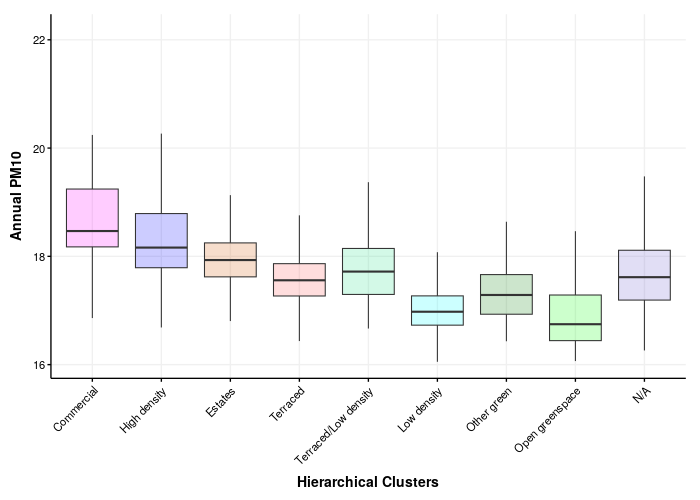 Annual PM10
22
20
18
16
Commercial
High density
Estates
Terraced
Terraced/Low density
Low density
Other green
Open greenspace
N/A
Hierarchical Clusters